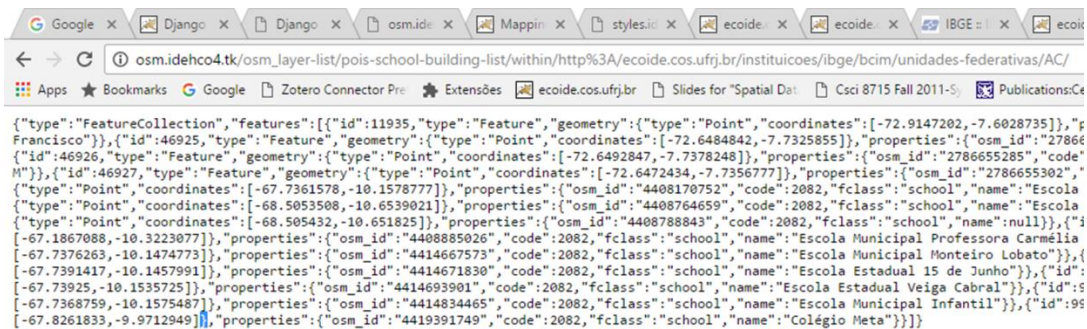 Google Django Django osm.ide Mappin styles.ic ecoide. ecoide. IBGE :: ecoi
osm.idehco4.tk/osm_layer-list/pois-school-building-list/within/http%3A/ecoide.cos.ufrj.br/instituicoes/ibge/bcim/unidades-federativas/AC/
Apps Bookmarks Google Zotero Connector Pre Extensões ecoide.cos.ufrj.br Slides for "Spatial Dat Csci 8715 Fall 2011-Sy Publications:Ce
{"type":"FeatureCollection","features":[{"id":11935,"type":"Feature","geometry":{"type":"Point","coordinates":[-72.9147202,-7.6028735]},"p
Francisco"}},{"id":46925,"type":"Feature","geometry":{"type":"Point","coordinates":[-72.6484842,-7.7325855]},"properties":{"osm_id":"27866
{"id":46926,"type":"Feature","geometry":{"type":"Point","coordinates":[-72.6492847,-7.7378248]},"properties":{"osm_id":"2786655285","code"
M"}},{"id":46927,"type":"Feature","geometry":{"type":"Point","coordinates":[-72.6472434,-7.7356777]},"properties":{"osm_id":"2786655302","
{"type":"Point","coordinates":[-67.7361578,-10.1578777]},"properties":{"osm_id":"4408170752","code":2082,"fclass":"school","name":"Escola
{"type":"Point","coordinates":[-68.5053508,-10.6539021]},"properties":{"osm_id":"4408764659","code":2082,"fclass":"school","name":"Escola
{"type":"Point","coordinates":[-68.505432,-10.651825]},"properties":{"osm_id":"4408788843","code":2082,"fclass":"school","name":null}},{"i
[-67.1867088,-10.3223077]},"properties":{"osm_id":"4408885026","code":2082,"fclass":"school","name":"Escola Municipal Professora Carmélia
[-67.7376263,-10.1474773]},"properties":{"osm_id":"4414667573","code":2082,"fclass":"school","name":"Escola Municipal Monteiro Lobato"}},{
[-67.7391417,-10.1457991]},"properties":{"osm_id":"4414671830","code":2082,"fclass":"school","name":"Escola Estadual 15 de Junho"}},{"id":
[-67.73925,-10.1535725]},"properties":{"osm_id":"4414693901","code":2082,"fclass":"school","name":"Escola Estadual Veiga Cabral"}},{"id":9
[-67.7368759,-10.1575487]},"properties":{"osm_id":"4414834465","code":2082,"fclass":"school","name":"Escola Municipal Infantil"}},{"id":99
[-67.8261833,-9.9712949]},"properties":{"osm_id":"4419391749","code":2082,"fclass":"school","name":"Colégio Meta"}}]}